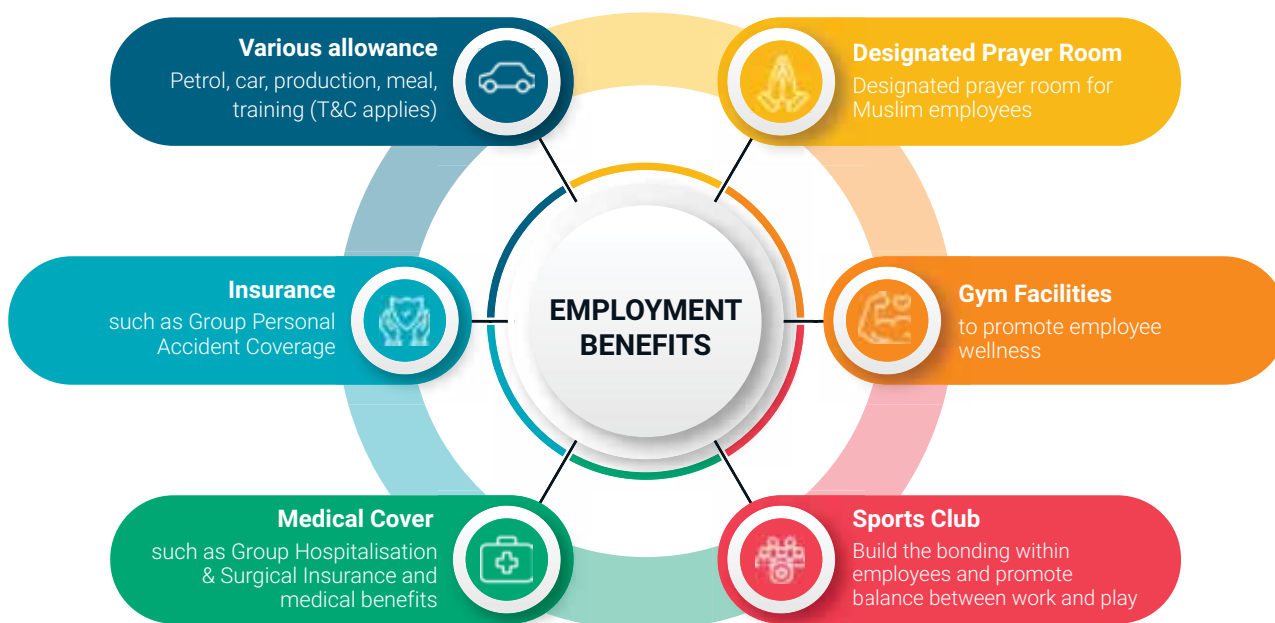 Various allowance
Petrol, car, production, meal,
training (T&C applies)
Designated Prayer Room
Designated prayer room for
Muslim employees
Insurance
such as Group Personal
Accident Coverage
EMPLOYMENT
BENEFITS
Gym Facilities
to promote employee
wellness
Medical Cover
such as Group Hospitalisation
& Surgical Insurance and
medical benefits
Sports Club
Build the bonding within
employees and promote
balance between work and play